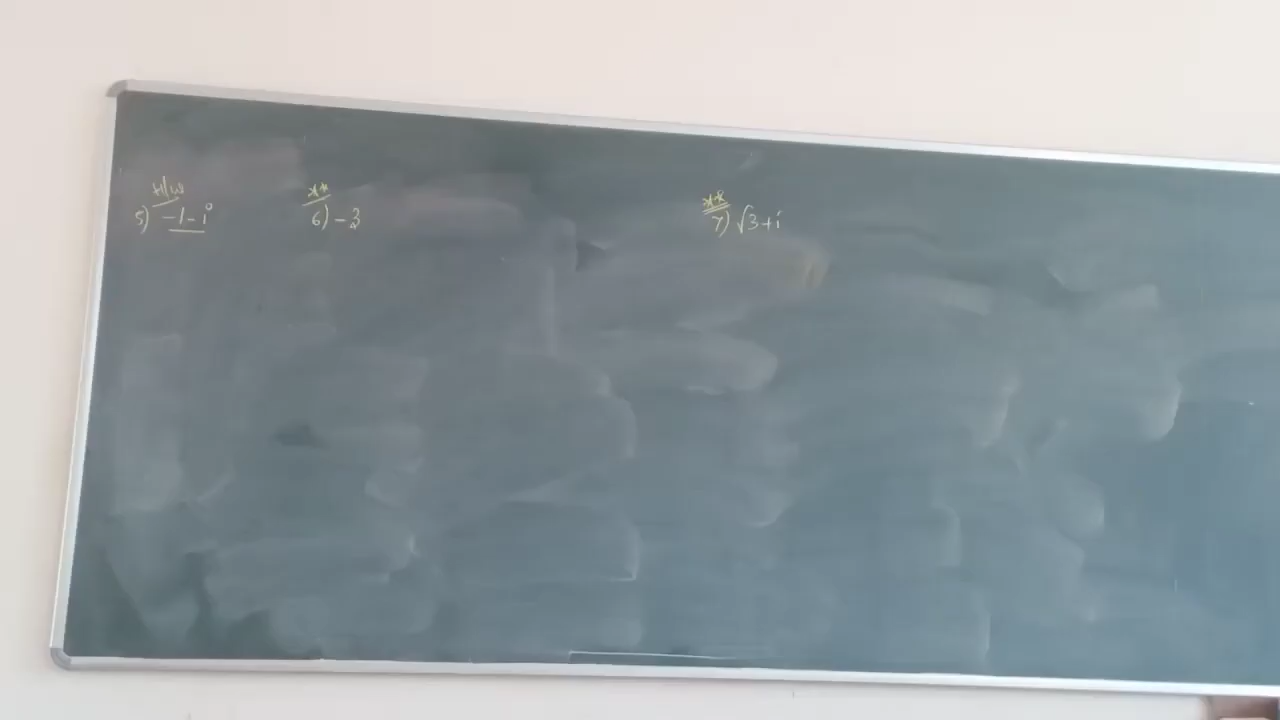 H/W
5) -1-i
**
6) -3
**
7) √3+i